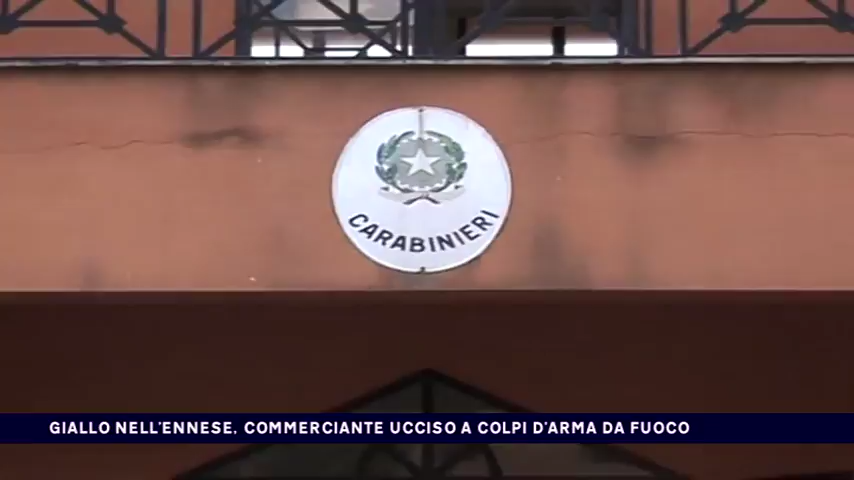 CARABINIERI
GIALLO NELL'ENNESE, COMMERCIANTE UCCISO A COLPI D'ARMA DA FUOCO